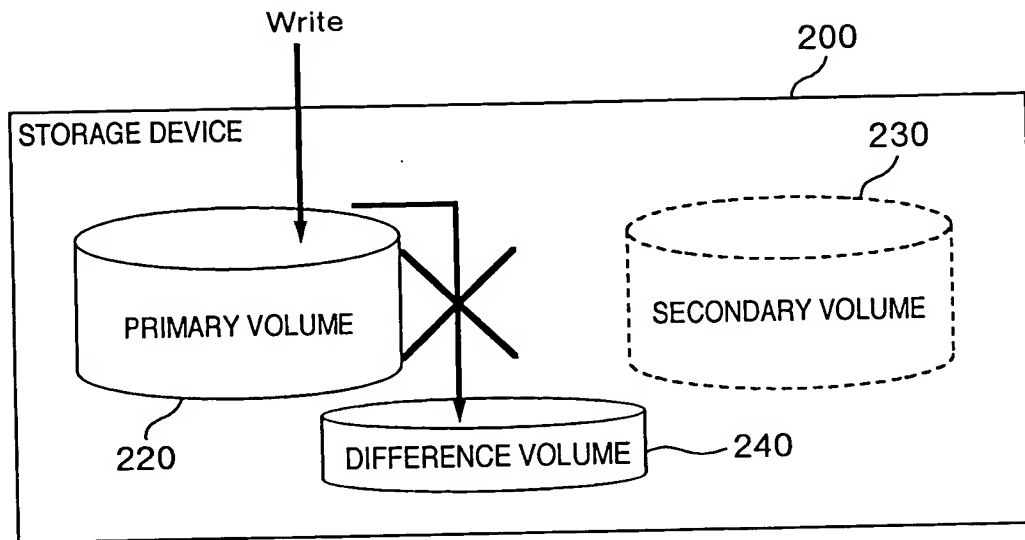 Write
200
STORAGE DEVICE
230
PRIMARY VOLUME
SECONDARY VOLUME
220
DIFFERENCE VOLUME
240